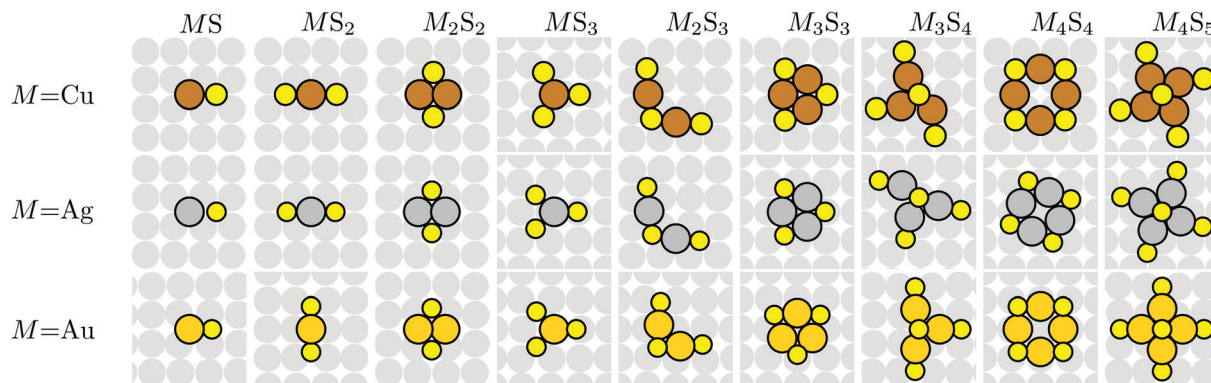 MS MS₂ M₂S₂ MS₃ M₂S₃ M₃S₃ M₃S₄ M₄S₄ M₄S₅
M=Cu
M=Ag
M=Au